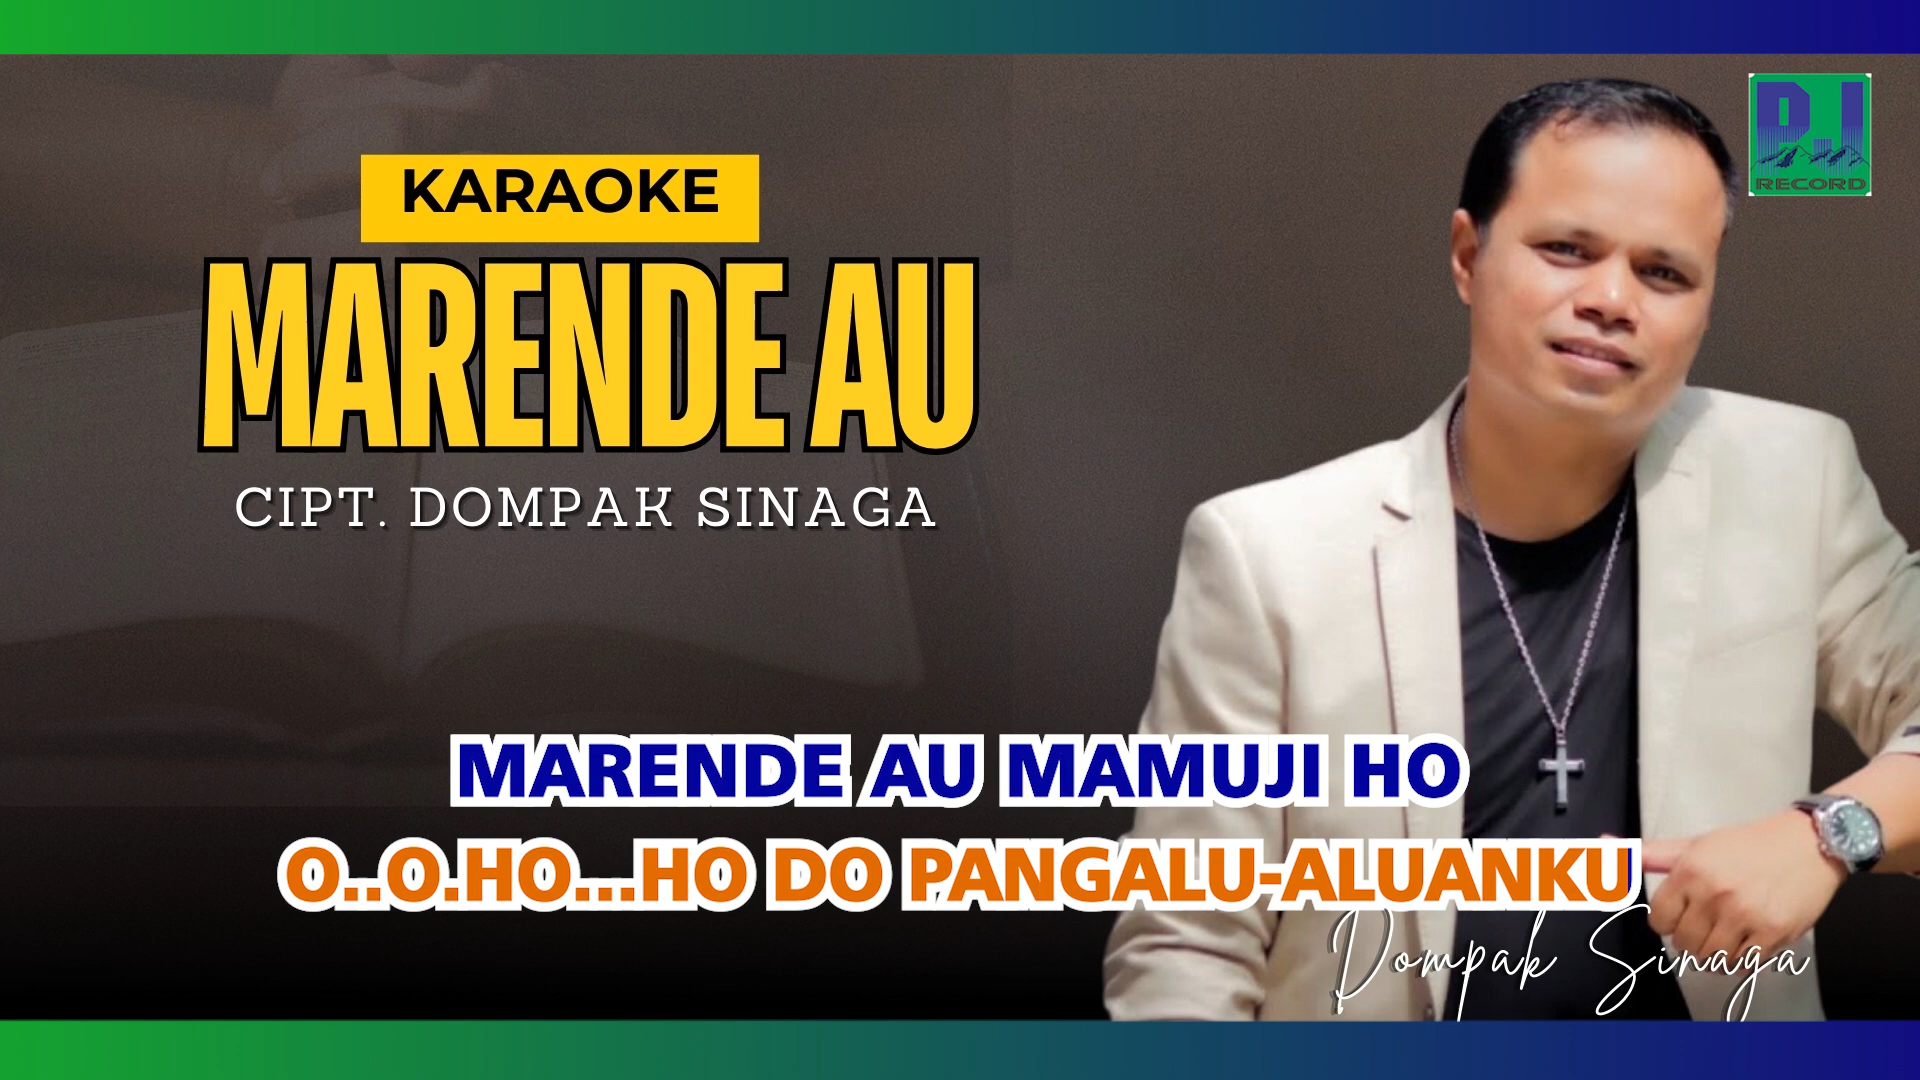 KARAOKE
MARENDE AU
CIPT. DOMPAK SINAGA
MARENDE AU MAMUJI HO
O..O.HO...HO DO PANGALU-ALUANKU
Dompak Sinaga
DJ
RECORD